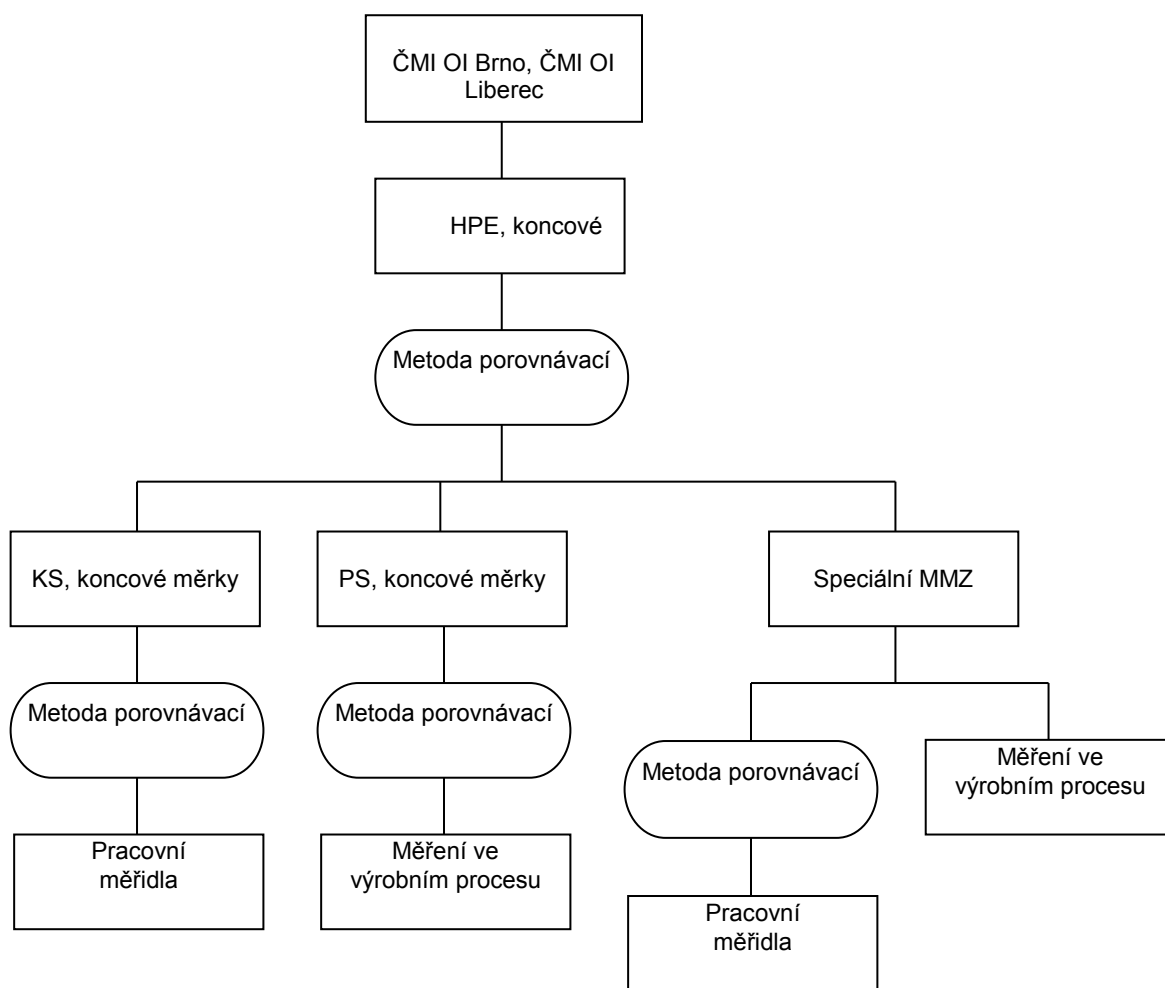 ČMI OI Brno, ČMI OI
Liberec
HPE, koncové
Metoda porovnávací
KS, koncové měrky
PS, koncové měrky
Speciální MMZ
Metoda porovnávací
Metoda porovnávací
Metoda porovnávací
Měření ve
výrobním procesu
Pracovní
měřidla
Měření ve
výrobním procesu
Pracovní
měřidla